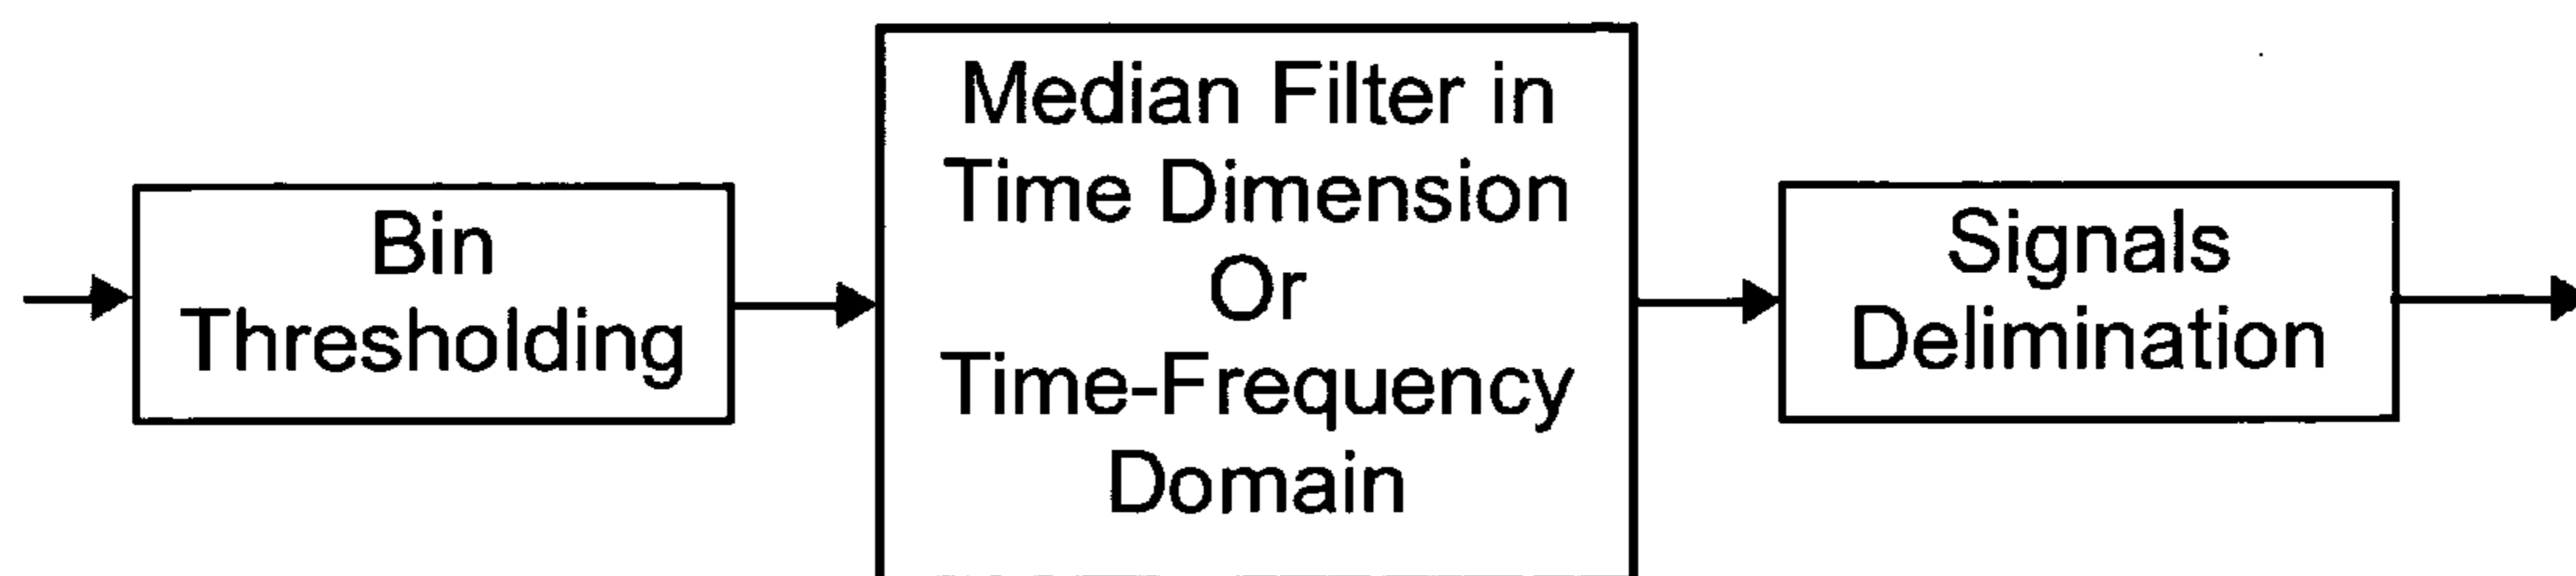 Bin
Thresholding
Median Filter in
Time Dimension
Or
Time-Frequency
Domain
Signals
Delimination